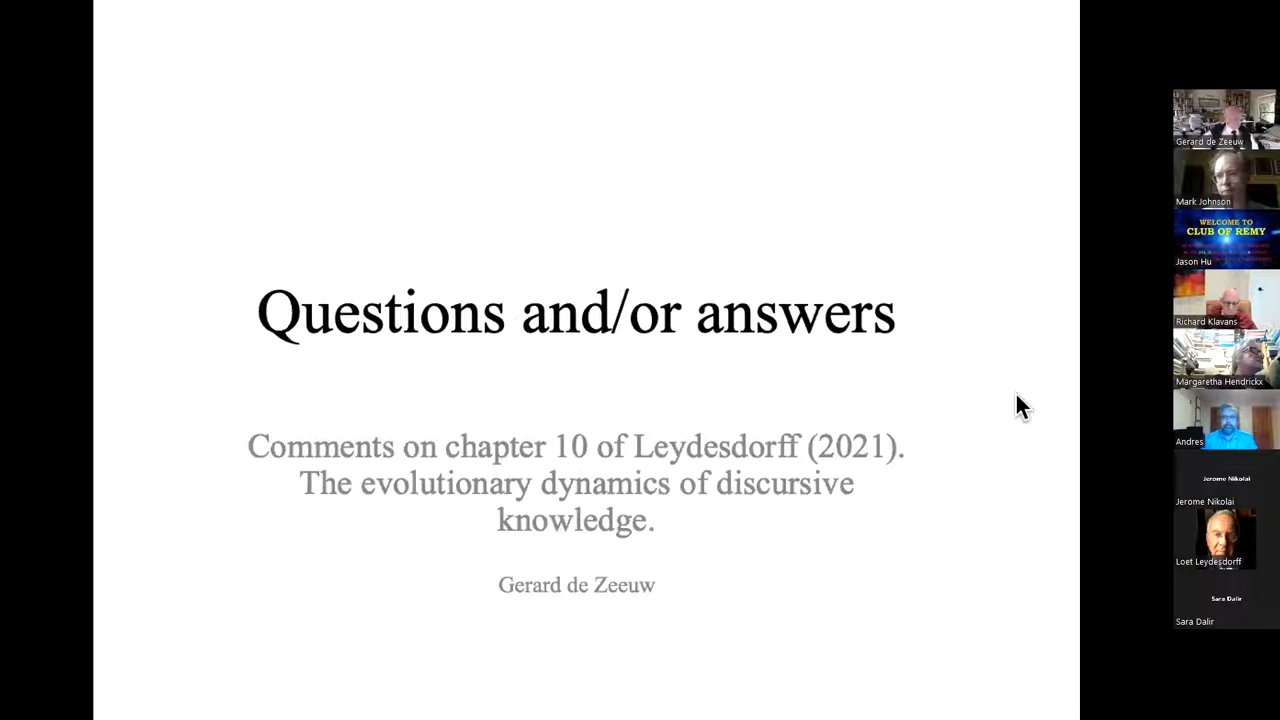 Questions and/or answers
Comments on chapter 10 of Leydesdorff (2021).
The evolutionary dynamics of discursive
knowledge.
Gerard de Zeeuw
Gerard de Zeeuw
Mark Johnson
WELCOME TO
CLUB OF REMY
Jason Hu
Richard Klavans
Margaretha Hendrickx
Andres
Jerome Nikolai
Jerome Nikolai
Loet Leydesdorff
Sara Dalir
Sara Dalir